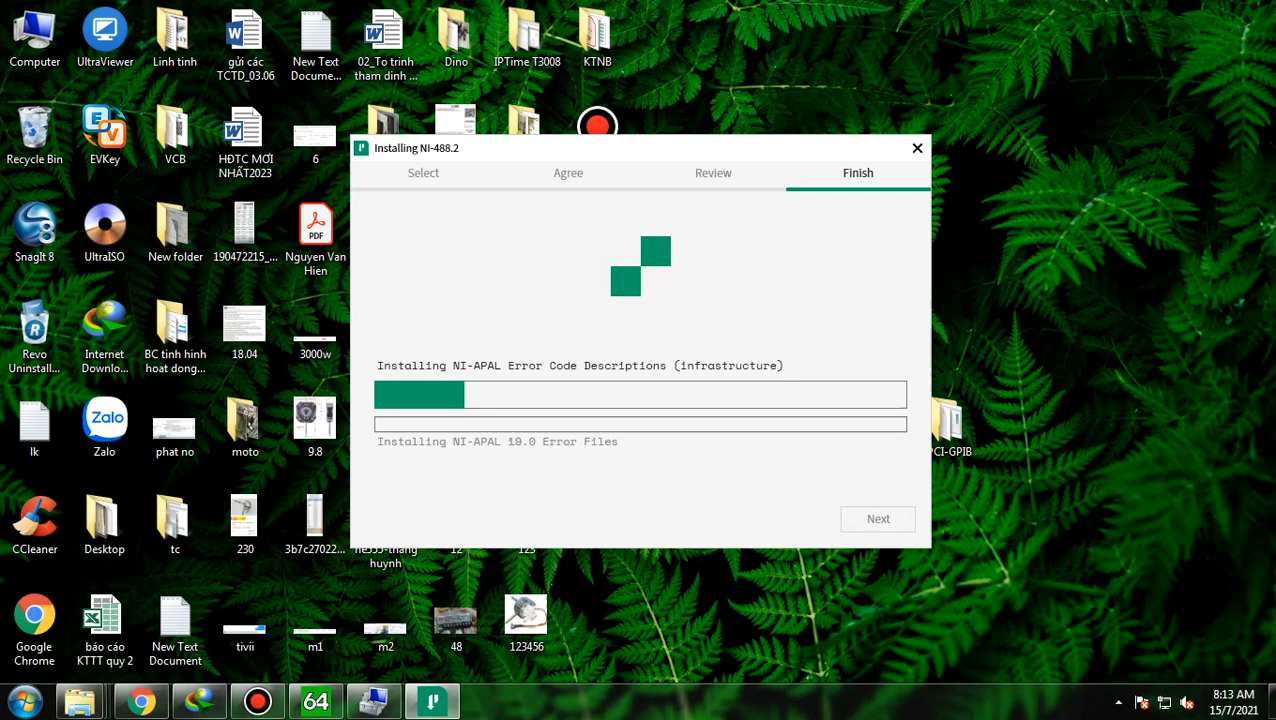 Computer
UltraViewer
Linh tinh
gửi các
TCTD_03.06
New Text
Docume...
02_To trinh
tham dinh ...
Dino
IPTime T3008
KTNB
Recycle Bin
EVKey
VCB
HĐTC MỚI
NHẤT2023
6
SnagIt 8
UltraISO
New folder
190472215_...
PDF
Nguyen Van
Hien
Revo
Uninstall...
Internet
Downlo...
BC tinh hinh
hoat dong...
18.04
3000w
lk
Zalo
Zalo
phat no
moto
9.8
CCleaner
Desktop
tc
230
3b7c27022...
huynh
Google
Chrome
báo cáo
KTTT quy 2
New Text
Document
tivii
m1
m2
48
123456
PCI-GPIB
Installing NI-488.2
Select
Agree
Review
Finish
Installing NI-APAL Error Code Descriptions (infrastructure)
Installing NI-APAL 19.0 Error Files
Next
64
8:13 AM
15/7/2021